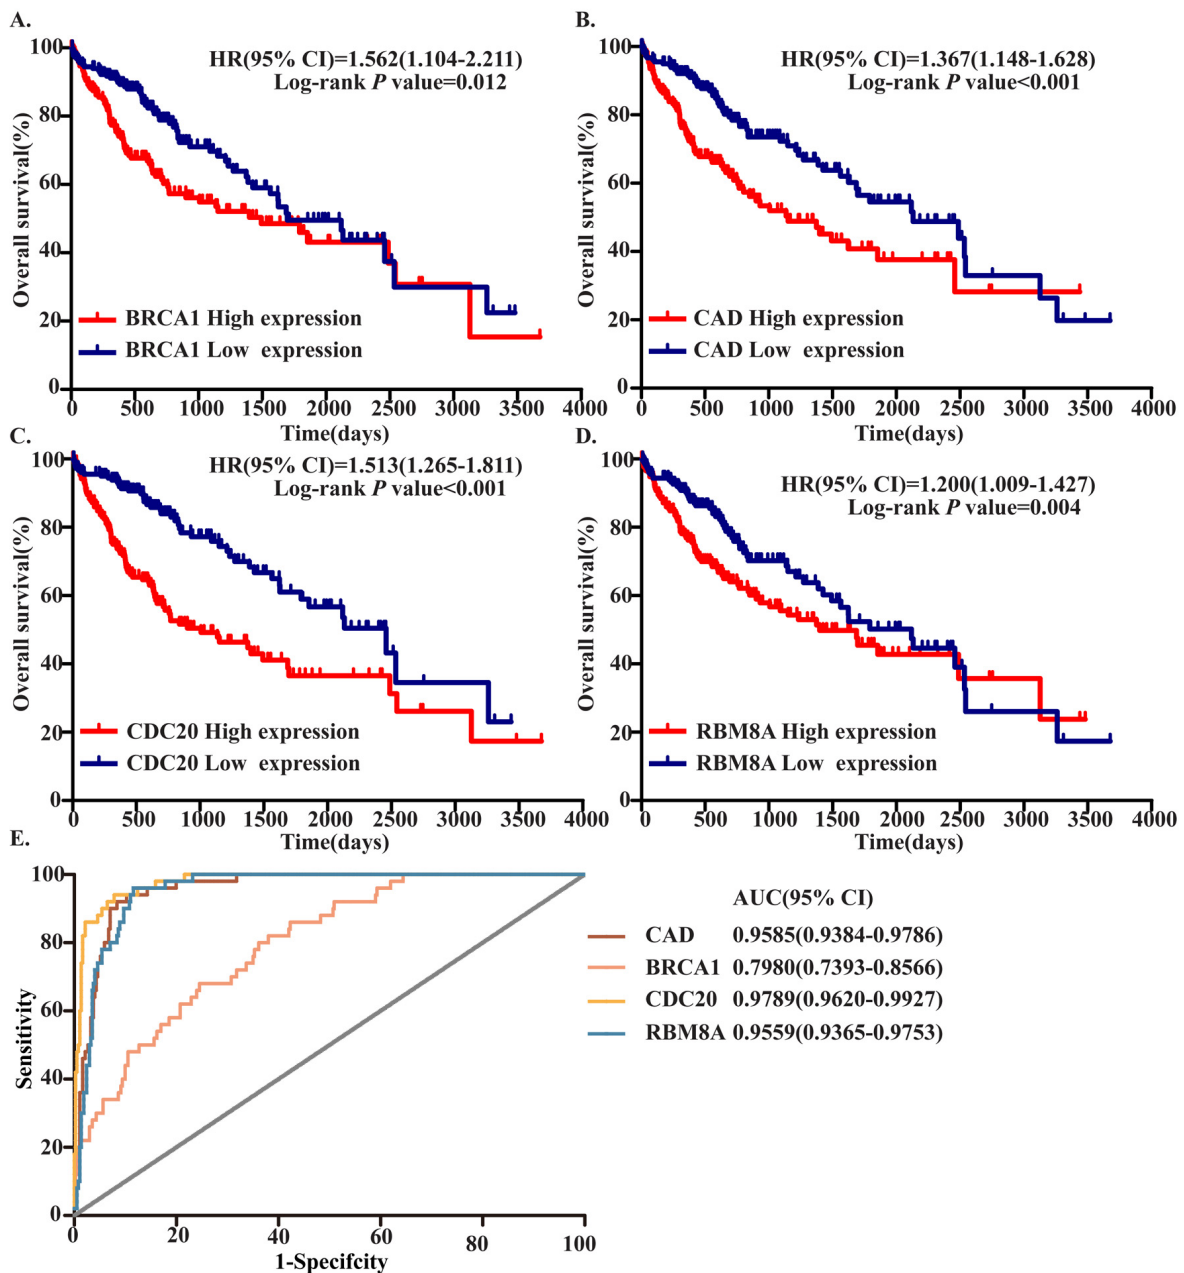 A.
HR(95% CI)=1.562(1.104-2.211)
Log-rank P value=0.012
Overall survival(%)
100
80
60
40
20
0
BRCA1 High expression
BRCA1 Low expression
0 500 1000 1500 2000 2500 3000 3500 4000
Time(days)
B.
HR(95% CI)=1.367(1.148-1.628)
Log-rank P value<0.001
Overall survival(%)
100
80
60
40
20
0
CAD High expression
CAD Low expression
0 500 1000 1500 2000 2500 3000 3500 4000
Time(days)
C.
HR(95% CI)=1.513(1.265-1.811)
Log-rank P value<0.001
Overall survival(%)
100
80
60
40
20
0
CDC20 High expression
CDC20 Low expression
0 500 1000 1500 2000 2500 3000 3500 4000
Time(days)
D.
HR(95% CI)=1.200(1.009-1.427)
Log-rank P value=0.004
Overall survival(%)
100
80
60
40
20
0
RBM8A High expression
RBM8A Low expression
0 500 1000 1500 2000 2500 3000 3500 4000
Time(days)
E.
Sensitivity
100
80
60
40
20
0
0 20 40 60 80 100
1-Specifcity
AUC(95% CI)
CAD 0.9585(0.9384-0.9786)
BRCA1 0.7980(0.7393-0.8566)
CDC20 0.9789(0.9620-0.9927)
RBM8A 0.9559(0.9365-0.9753)